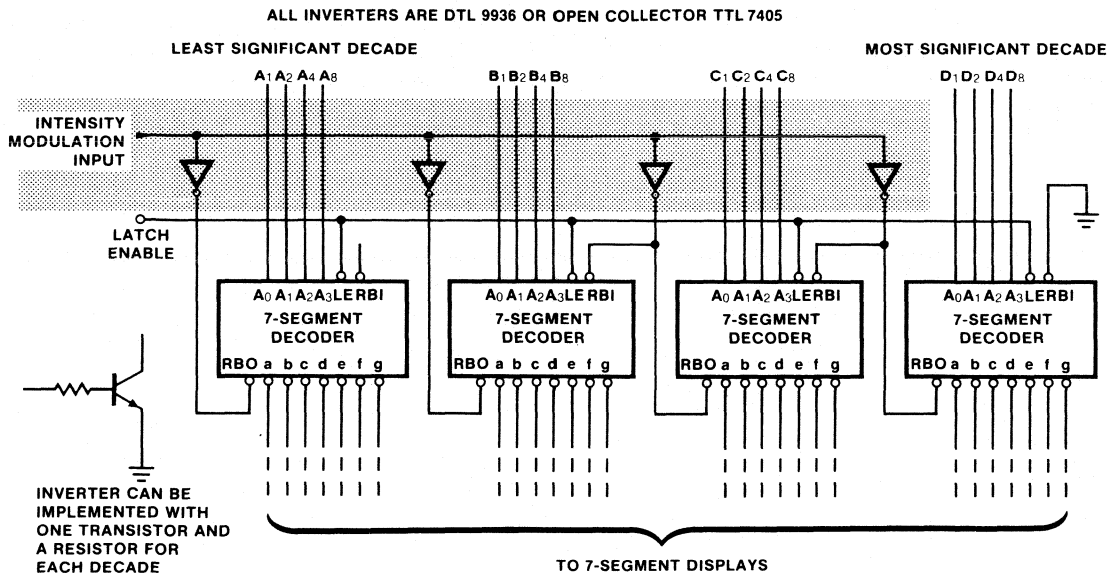 ALL INVERTERS ARE DTL 9936 OR OPEN COLLECTOR TTL 7405
LEAST SIGNIFICANT DECADE
MOST SIGNIFICANT DECADE
A1 A2 A4 A8
B1 B2 B4 B8
C1 C2 C4 C8
D1 D2 D4 D8
INTENSITY
MODULATION
INPUT
LATCH
ENABLE
A0 A1 A2 A3 LE RBI
7-SEGMENT
DECODER
RBO a b c d e f g
A0 A1 A2 A3 LE RBI
7-SEGMENT
DECODER
RBO a b c d e f g
A0 A1 A2 A3 LE RBI
7-SEGMENT
DECODER
RBO a b c d e f g
A0 A1 A2 A3 LE RBI
7-SEGMENT
DECODER
RBO a b c d e f g
INVERTER CAN BE
IMPLEMENTED WITH
ONE TRANSISTOR AND
A RESISTOR FOR
EACH DECADE
TO 7-SEGMENT DISPLAYS